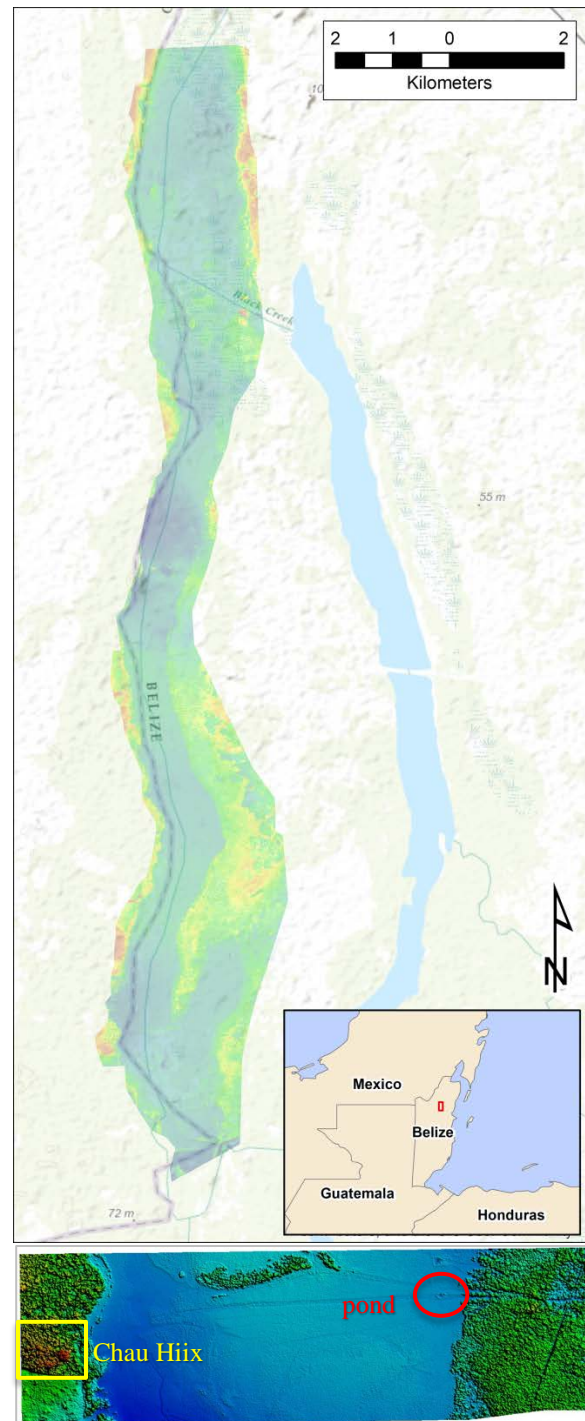 2 1 0 2
Kilometers
Black Creek
55 m
BELIZE
N
Mexico
Belize
Guatemala
Honduras
72 m
pond
Chau Hiix